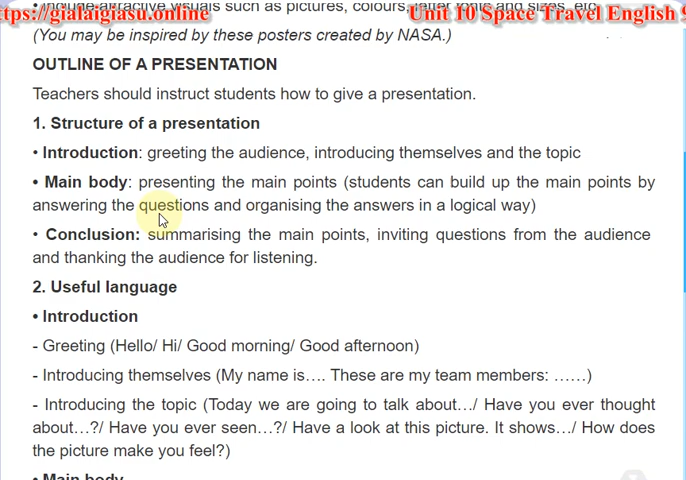 • Include attractive visuals such as pictures, colours, letter fonts and sizes, etc.
https://gialaigiasu.online Unit 10 Space Travel English 9
(You may be inspired by these posters created by NASA.)
OUTLINE OF A PRESENTATION
Teachers should instruct students how to give a presentation.
1. Structure of a presentation
• Introduction: greeting the audience, introducing themselves and the topic
• Main body: presenting the main points (students can build up the main points by
answering the questions and organising the answers in a logical way)
• Conclusion: summarising the main points, inviting questions from the audience
and thanking the audience for listening.
2. Useful language
• Introduction
- Greeting (Hello/ Hi/ Good morning/ Good afternoon)
- Introducing themselves (My name is.... These are my team members: ……)
- Introducing the topic (Today we are going to talk about…/ Have you ever thought
about…?/ Have you ever seen…?/ Have a look at this picture. It shows…/ How does
the picture make you feel?)
• Main body